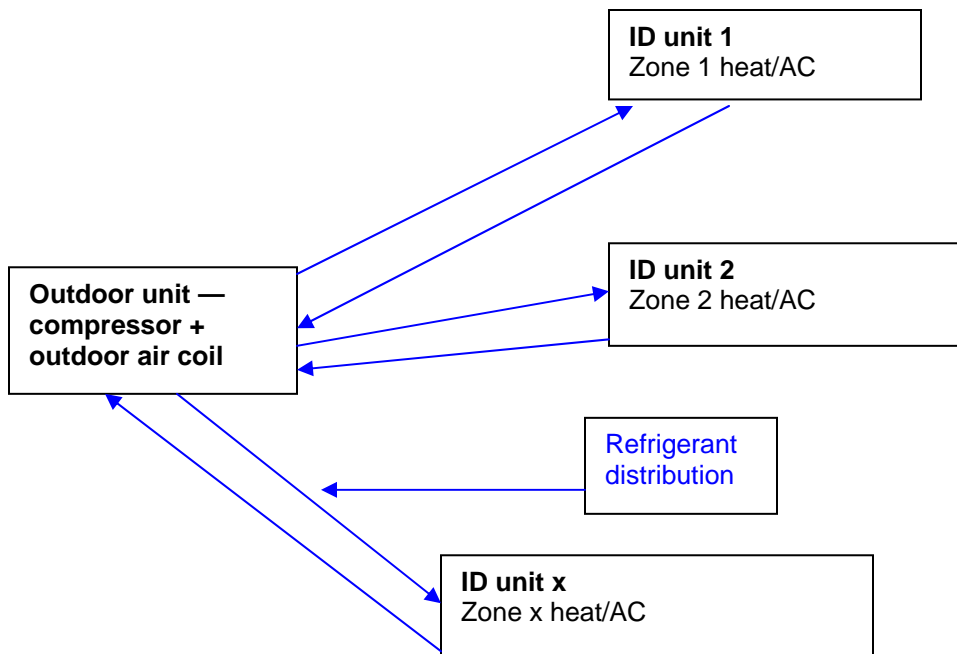 ID unit 1
Zone 1 heat/AC
Outdoor unit —
compressor +
outdoor air coil
ID unit 2
Zone 2 heat/AC
Refrigerant
distribution
ID unit x
Zone x heat/AC